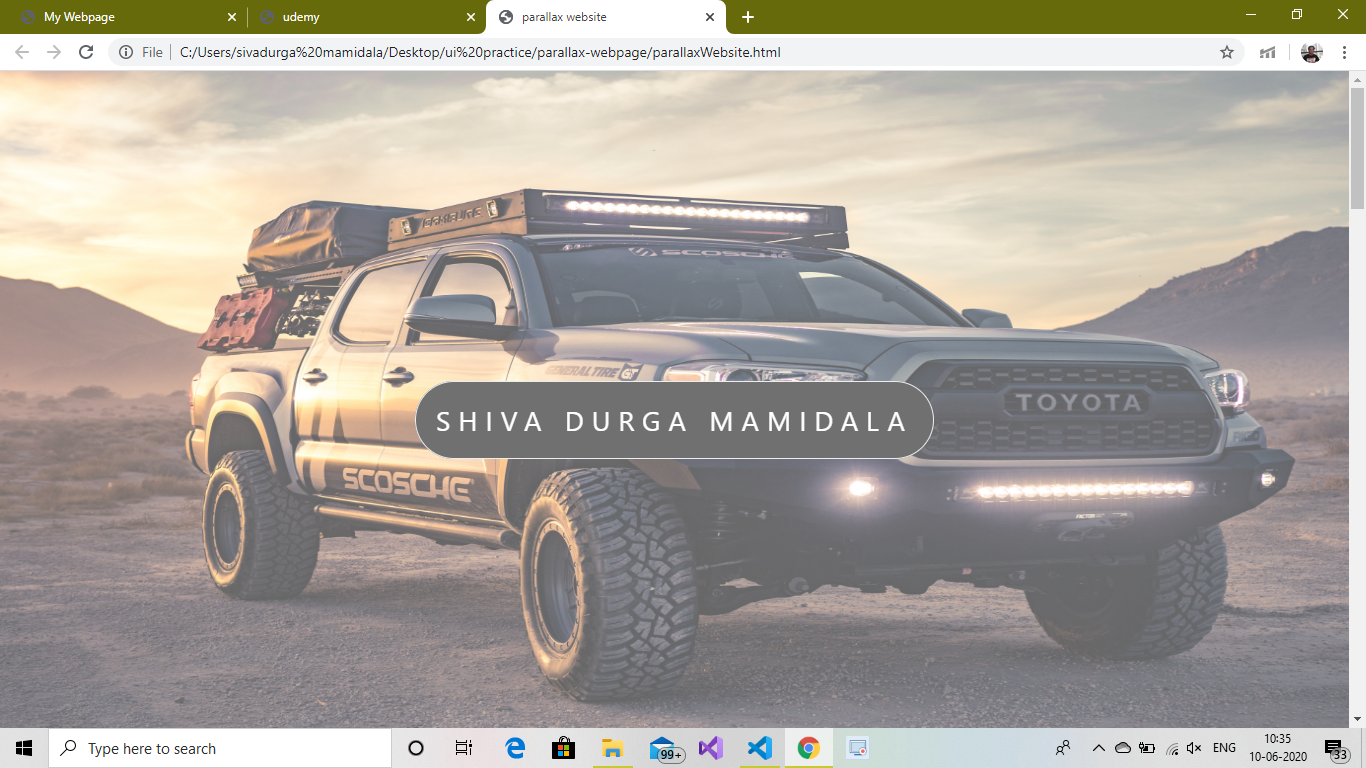 My Webpage
udemy
parallax website
File
C:/Users/sivadurga%20mamidala/Desktop/ui%20practice/parallax-webpage/parallaxWebsite.html
SCOSCHE
GENERAL TIRE GT
TOYOTA
SHIVA DURGA MAMIDALA
SCOSCHE
Type here to search
99+
ENG
10:35
10-06-2020
33